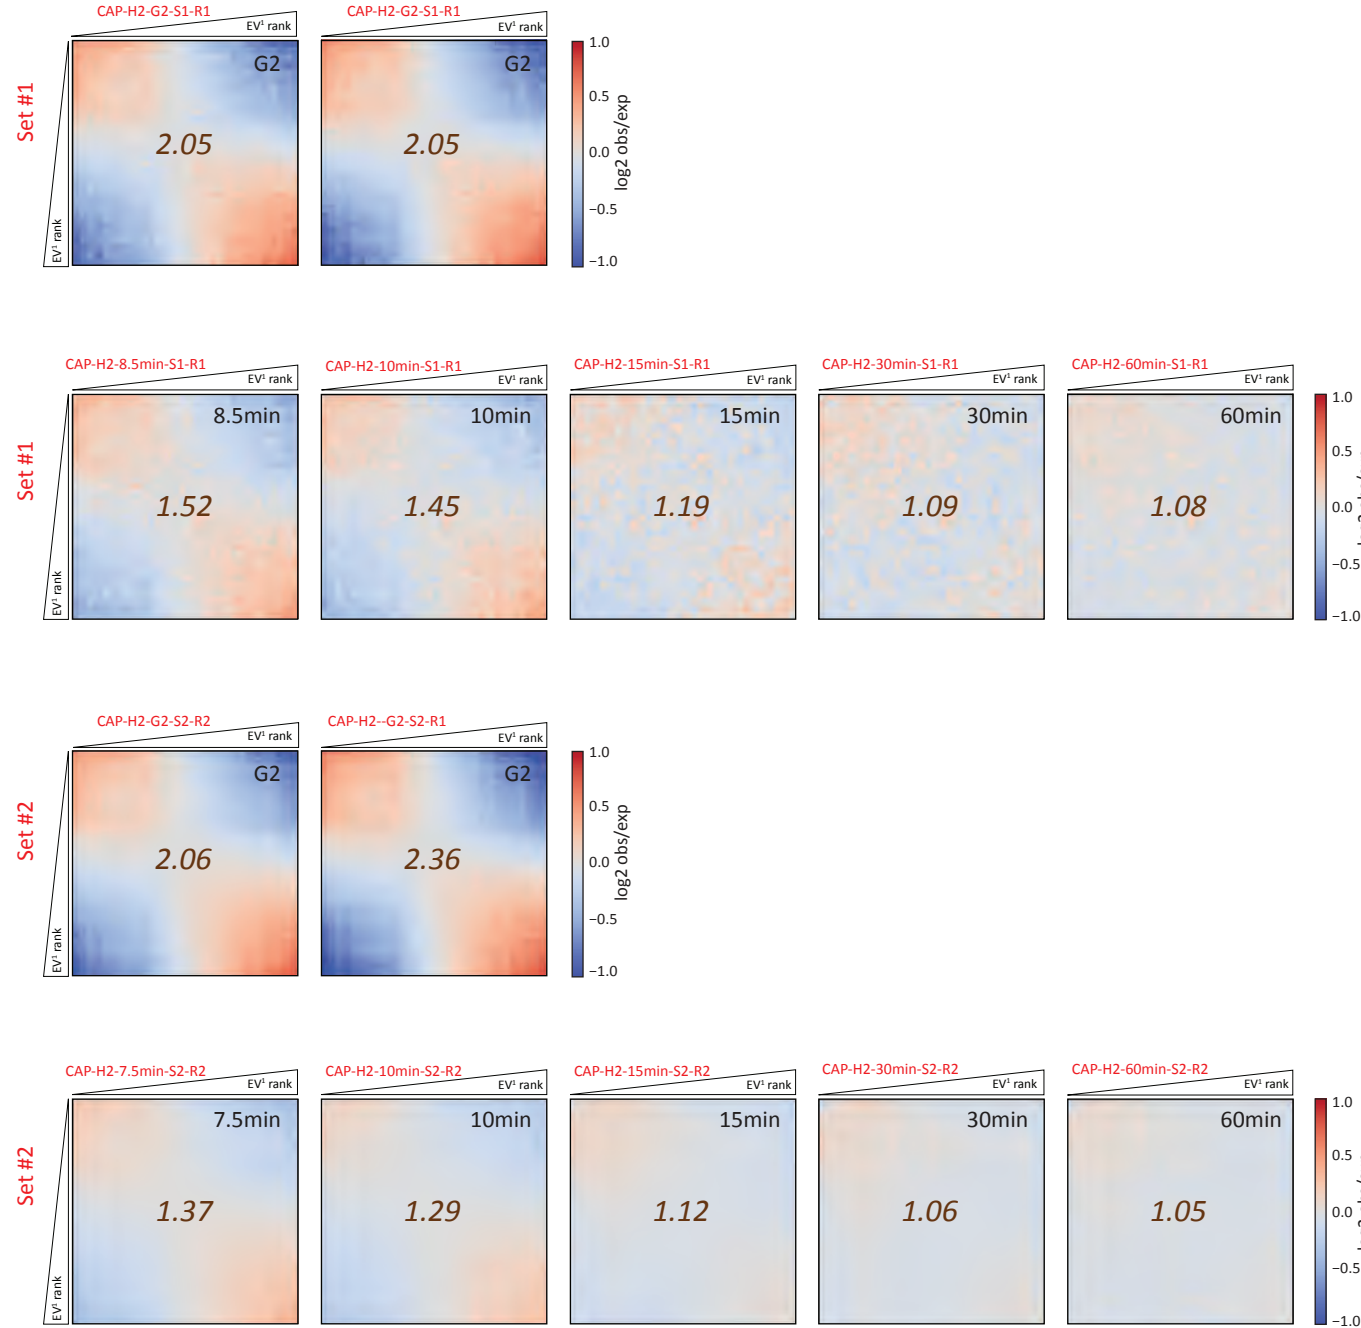 CAP-H2-G2-S1-R1
CAP-H2-G2-S1-R1
EV¹ rank
EV¹ rank
Set #1
EV¹ rank
G2
2.05
G2
2.05
1.0
0.5
0.0
−0.5
−1.0
log2 obs/exp
CAP-H2-8.5min-S1-R1
CAP-H2-10min-S1-R1
CAP-H2-15min-S1-R1
CAP-H2-30min-S1-R1
CAP-H2-60min-S1-R1
EV¹ rank
EV¹ rank
EV¹ rank
EV¹ rank
EV¹ rank
Set #1
EV¹ rank
8.5min
1.52
10min
1.45
15min
1.19
30min
1.09
60min
1.08
1.0
0.5
0.0
−0.5
−1.0
CAP-H2-G2-S2-R2
CAP-H2--G2-S2-R1
EV¹ rank
EV¹ rank
Set #2
EV¹ rank
G2
2.06
G2
2.36
1.0
0.5
0.0
−0.5
−1.0
log2 obs/exp
CAP-H2-7.5min-S2-R2
CAP-H2-10min-S2-R2
CAP-H2-15min-S2-R2
CAP-H2-30min-S2-R2
CAP-H2-60min-S2-R2
EV¹ rank
EV¹ rank
EV¹ rank
EV¹ rank
EV¹ rank
Set #2
EV¹ rank
7.5min
1.37
10min
1.29
15min
1.12
30min
1.06
60min
1.05
1.0
0.5
0.0
−0.5
−1.0